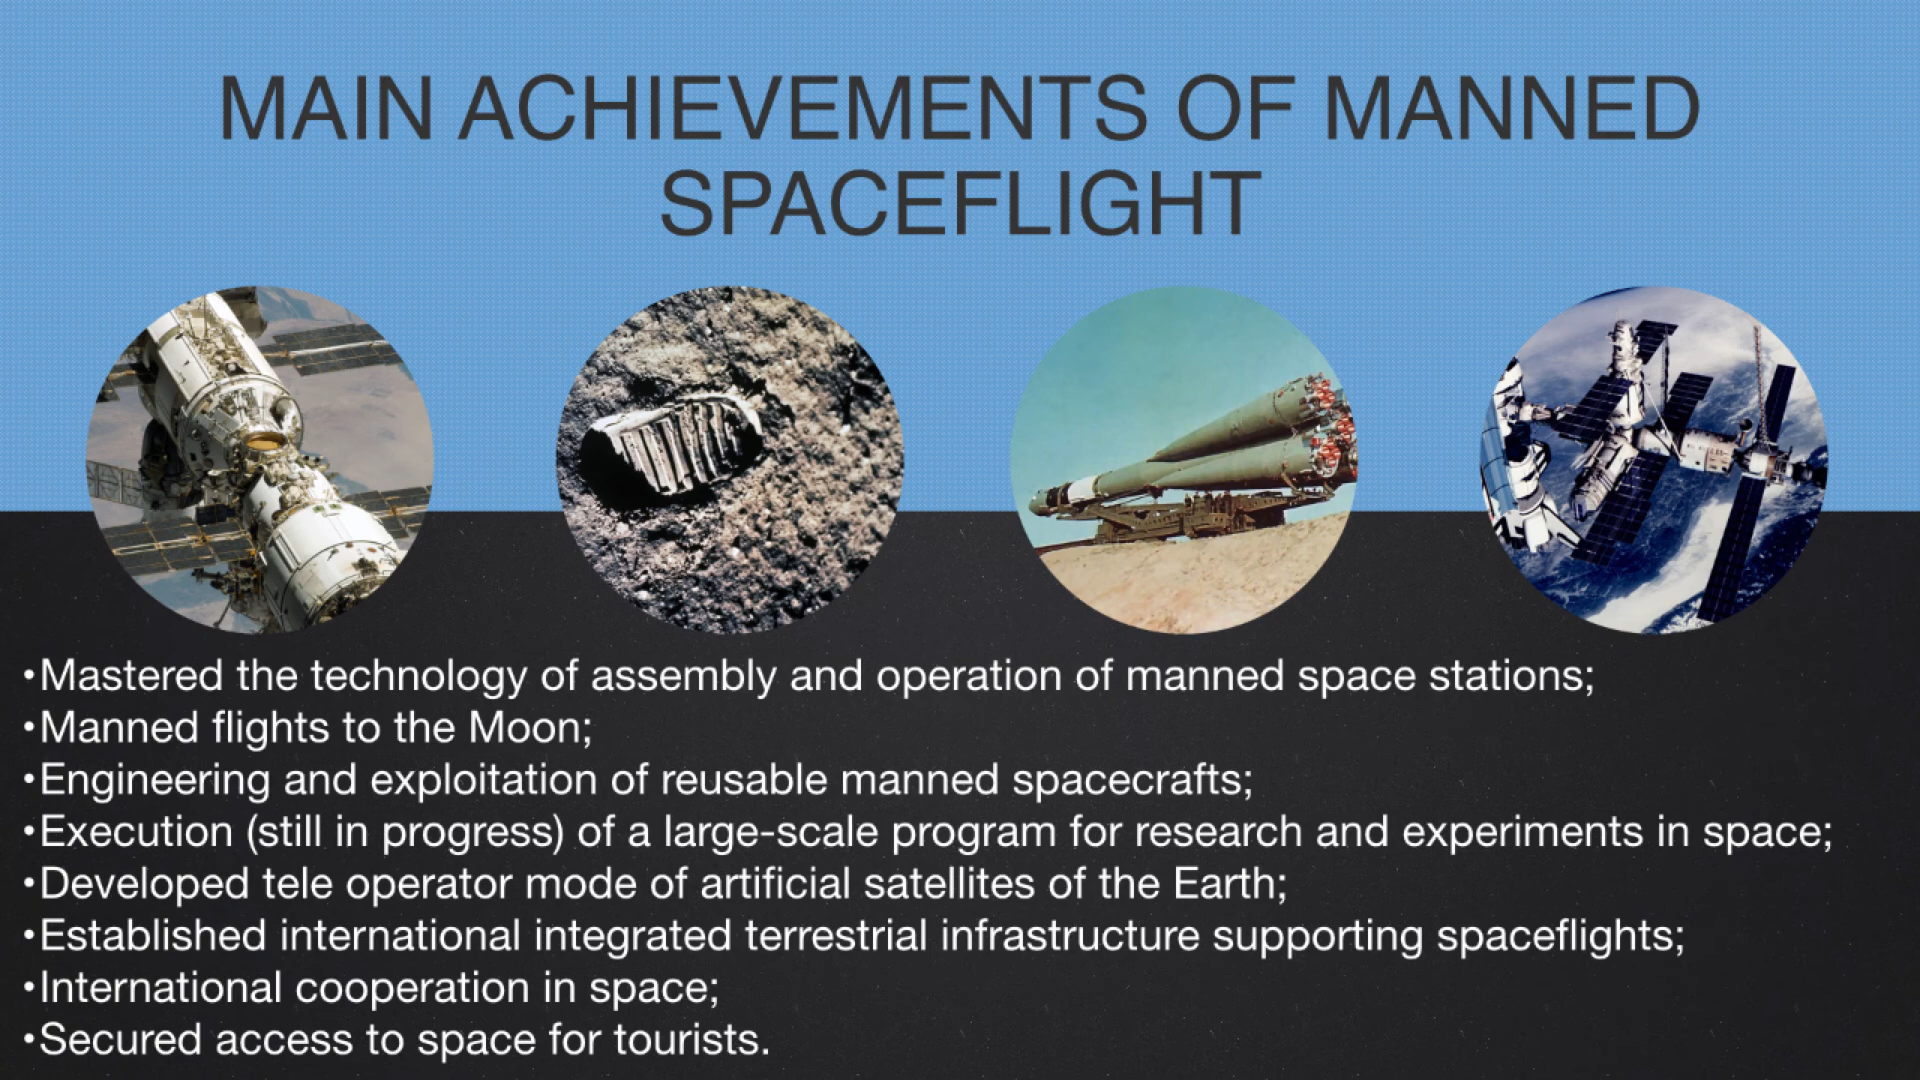 MAIN ACHIEVEMENTS OF MANNED
SPACEFLIGHT
•Mastered the technology of assembly and operation of manned space stations;
•Manned flights to the Moon;
•Engineering and exploitation of reusable manned spacecrafts;
•Execution (still in progress) of a large-scale program for research and experiments in space;
•Developed tele operator mode of artificial satellites of the Earth;
•Established international integrated terrestrial infrastructure supporting spaceflights;
•International cooperation in space;
•Secured access to space for tourists.